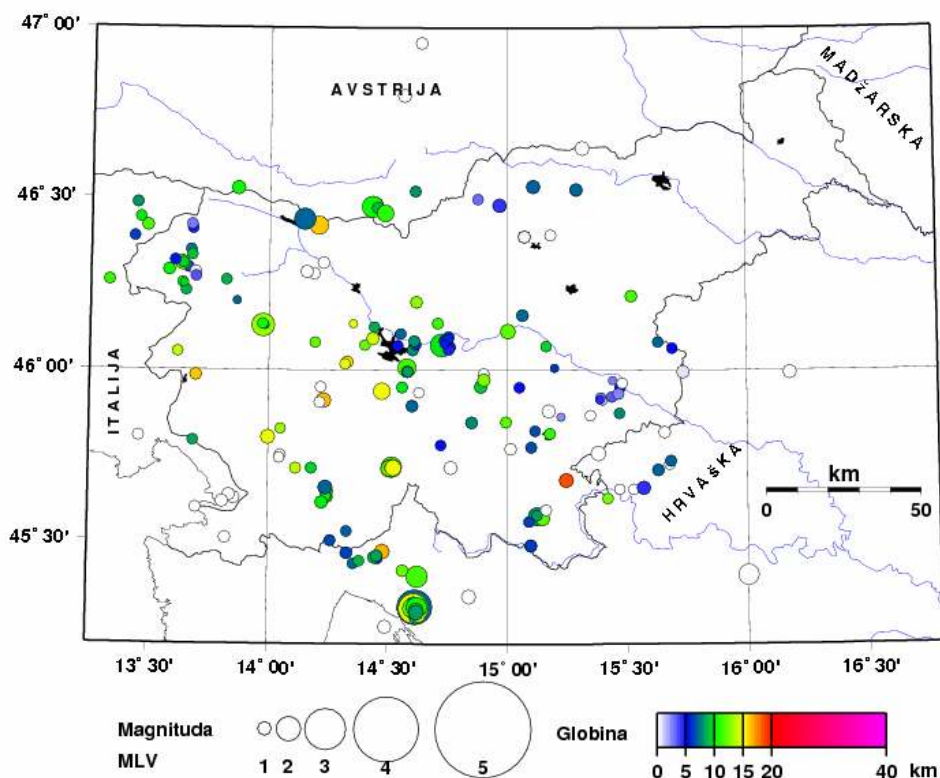 47° 00'
AVSTRIJA
MADŽARSKA
46° 30'
46° 00'
ITALIJA
HRVAŠKA
km
0 50
45° 30'
13° 30' 14° 00' 14° 30' 15° 00' 15° 30' 16° 00' 16° 30'
Magnituda
MLV
1 2 3 4 5
Globina
0 5 10 15 20 40 km